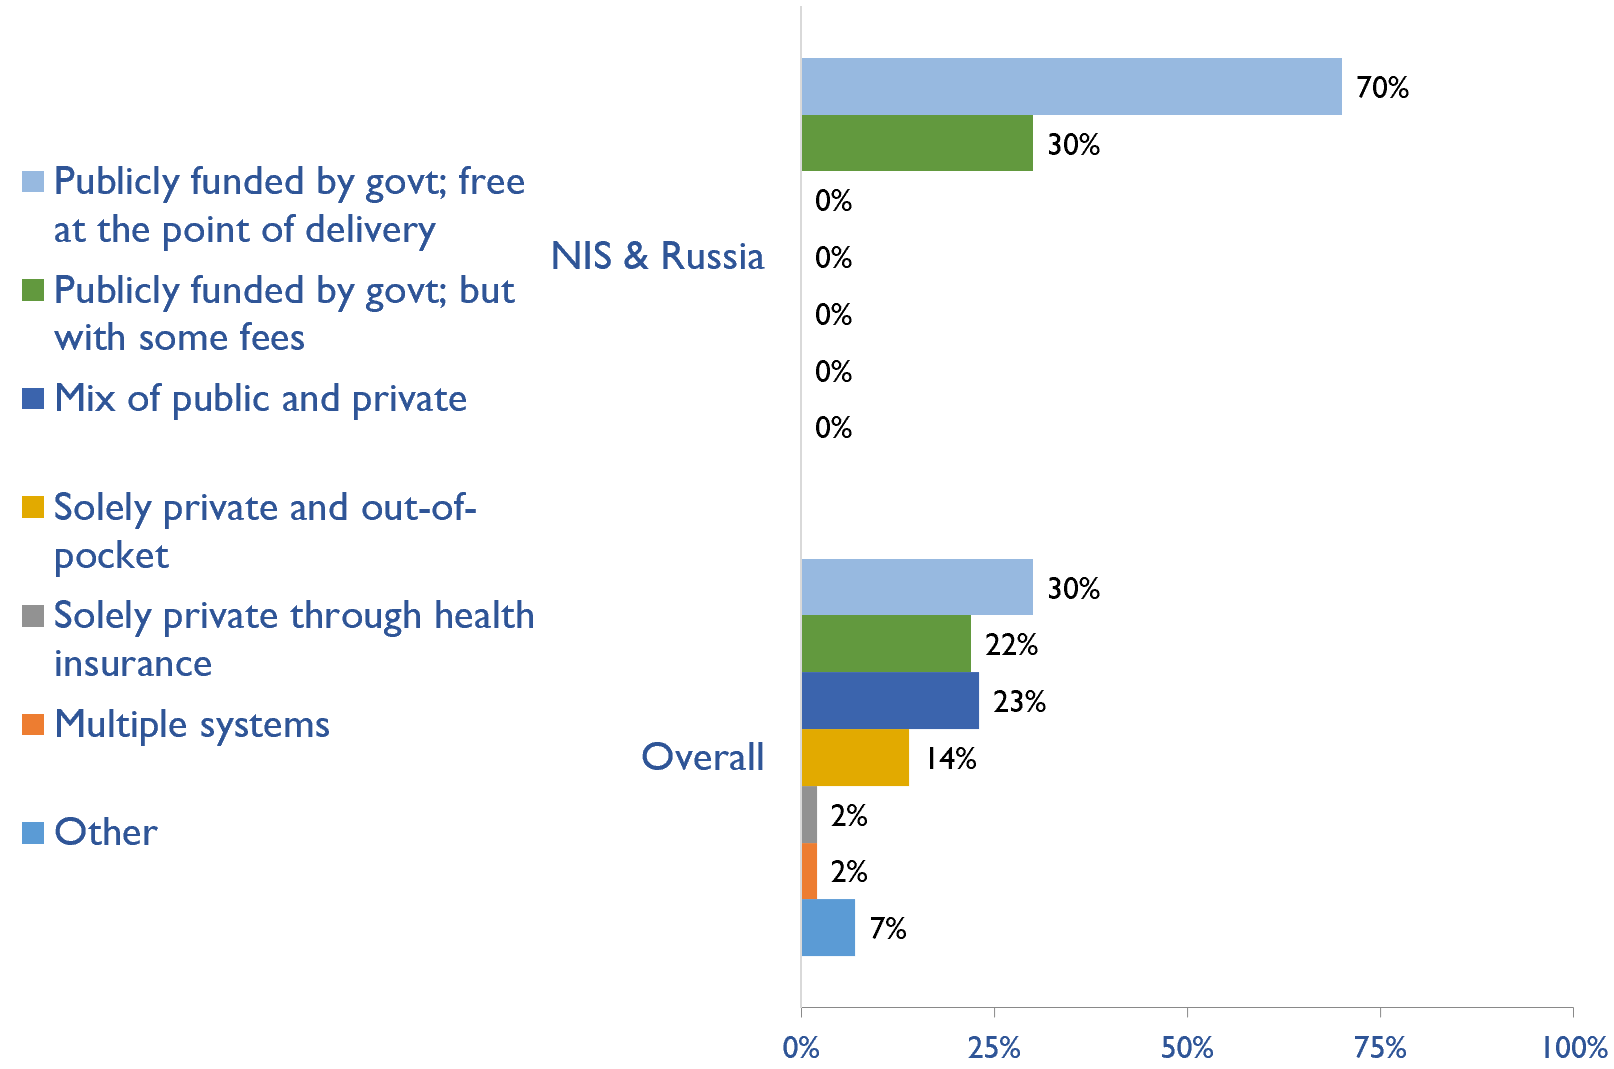 Publicly funded by govt; free
at the point of delivery
Publicly funded by govt; but
with some fees
Mix of public and private
Solely private and out-of-
pocket
Solely private through health
insurance
Multiple systems
Other
NIS & Russia
70%
30%
0%
0%
0%
0%
0%
Overall
30%
22%
23%
14%
2%
2%
7%
0% 25% 50% 75% 100%